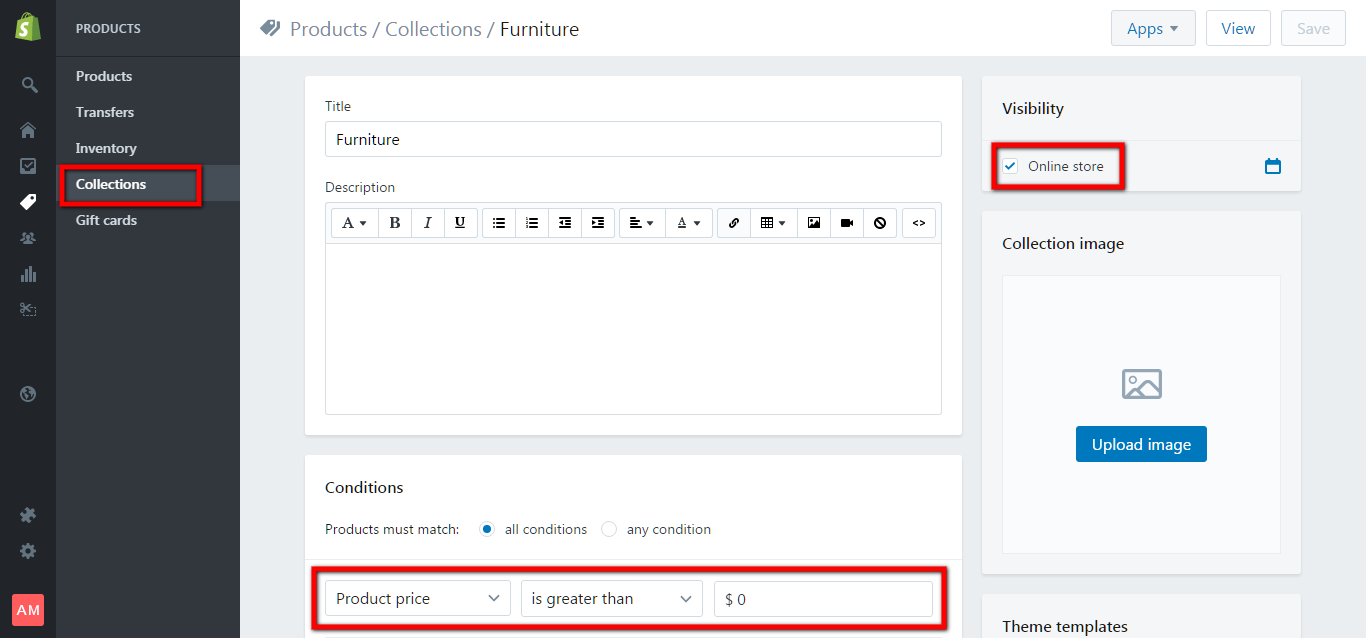 PRODUCTS
Products
Transfers
Inventory
Collections
Gift cards
AM
Products / Collections / Furniture
Apps
View
Save
Title
Furniture
Description
A
B
I
U
A
<>
Conditions
Products must match: all conditions any condition
Product price is greater than $ 0
Visibility
Online store
Collection image
Upload image
Theme templates